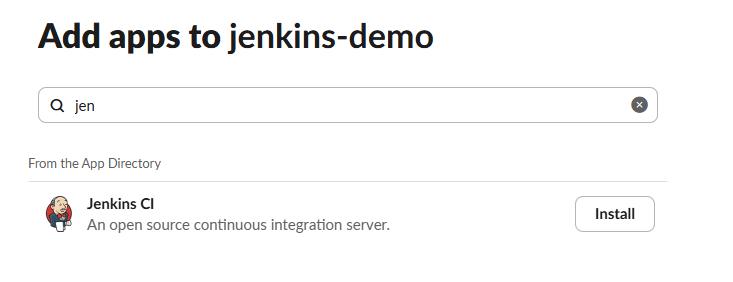 Add apps to jenkins-demo
jen
From the App Directory
Jenkins CI
An open source continuous integration server.
Install